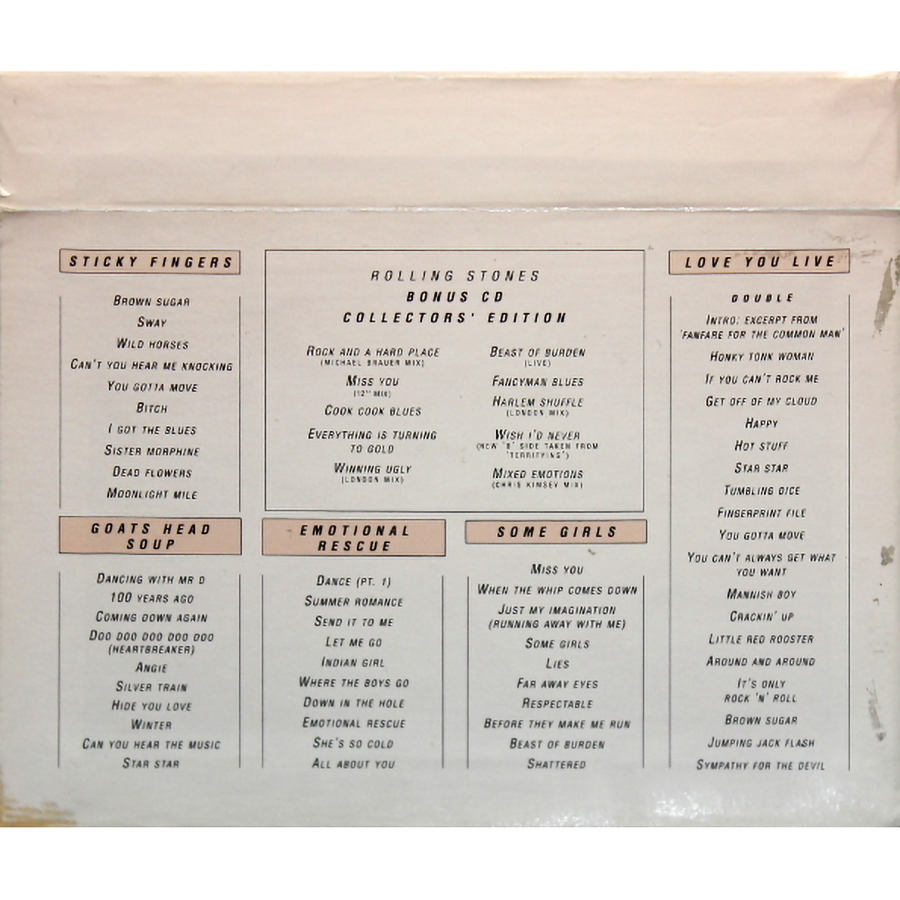 STICKY FINGERS
BROWN SUGAR
SWAY
WILD HORSES
CAN'T YOU HEAR ME KNOCKING
YOU GOTTA MOVE
BITCH
I GOT THE BLUES
SISTER MORPHINE
DEAD FLOWERS
MOONLIGHT MILE
ROLLING STONES
BONUS CD
COLLECTORS' EDITION
ROCK AND A HARD PLACE
(MICHAEL BRAUER MIX)
MISS YOU
(12" MIX)
COOK COOK BLUES
EVERYTHING IS TURNING
TO GOLD
WINNING UGLY
(LONDON MIX)
BEAST OF BURDEN
(LIVE)
FANCYMAN BLUES
HARLEM SHUFFLE
(LONDON MIX)
WISH I'D NEVER
(NEW 'B' SIDE TAKEN FROM
'TERRIFYING')
MIXED EMOTIONS
(CHRIS KIMSEY MIX)
LOVE YOU LIVE
DOUBLE
INTRO: EXCERPT FROM
'FANFARE FOR THE COMMON MAN'
HONKY TONK WOMAN
IF YOU CAN'T ROCK ME
GET OFF OF MY CLOUD
HAPPY
HOT STUFF
STAR STAR
TUMBLING DICE
FINGERPRINT FILE
YOU GOTTA MOVE
YOU CAN'T ALWAYS GET WHAT
YOU WANT
MANNISH BOY
CRACKIN' UP
LITTLE RED ROOSTER
AROUND AND AROUND
IT'S ONLY
ROCK 'N' ROLL
BROWN SUGAR
JUMPING JACK FLASH
SYMPATHY FOR THE DEVIL
GOATS HEAD
SOUP
DANCING WITH MR D
100 YEARS AGO
COMING DOWN AGAIN
DOO DOO DOO DOO DOO
(HEARTBREAKER)
ANGIE
SILVER TRAIN
HIDE YOU LOVE
WINTER
CAN YOU HEAR THE MUSIC
STAR STAR
EMOTIONAL
RESCUE
DANCE (PT. 1)
SUMMER ROMANCE
SEND IT TO ME
LET ME GO
INDIAN GIRL
WHERE THE BOYS GO
DOWN IN THE HOLE
EMOTIONAL RESCUE
SHE'S SO COLD
ALL ABOUT YOU
SOME GIRLS
MISS YOU
WHEN THE WHIP COMES DOWN
JUST MY IMAGINATION
(RUNNING AWAY WITH ME)
SOME GIRLS
LIES
FAR AWAY EYES
RESPECTABLE
BEFORE THEY MAKE ME RUN
BEAST OF BURDEN
SHATTERED